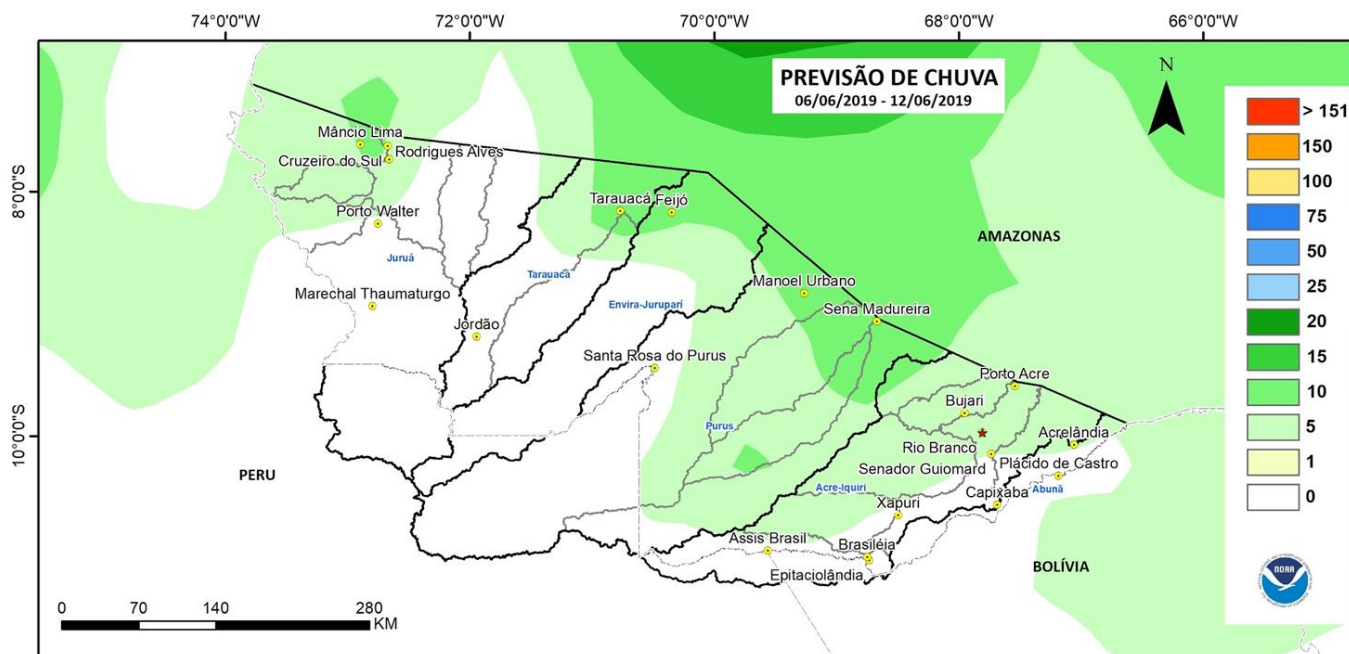 74°0'0"W
72°0'0"W
70°0'0"W
68°0'0"W
66°0'0"W
PREVISÃO DE CHUVA
06/06/2019 - 12/06/2019
N
> 151
150
100
75
50
25
20
15
10
5
1
0
8°0'0"S
10°0'0"S
Mâncio Lima
Rodrigues Alves
Cruzeiro do Sul
Porto Walter
Juruá
Marechal Thaumaturgo
Jordão
Tarauacá
Feijó
Tarauacá
Envira-Jurupari
Santa Rosa do Purus
Manoel Urbano
Sena Madureira
AMAZONAS
Purus
Porto Acre
Bujari
Rio Branco
Acrelândia
Senador Guiomard
Plácido de Castro
Acre-Iquiri
Abunã
Capixaba
Xapuri
Assis Brasil
Brasiléia
Epitaciolândia
PERU
BOLÍVIA
NOAA
0 70 140 280
KM